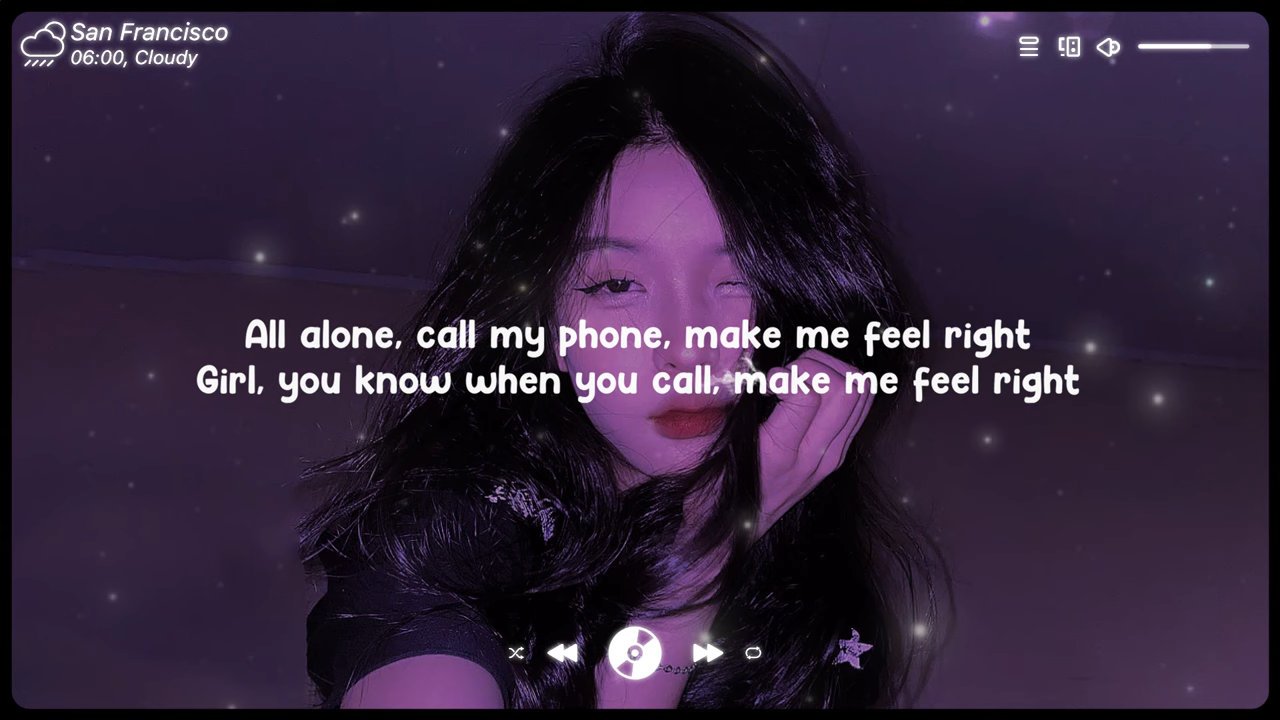 San Francisco
06:00, Cloudy
All alone, call my phone, make me feel right
Girl, you know when you call, make me feel right